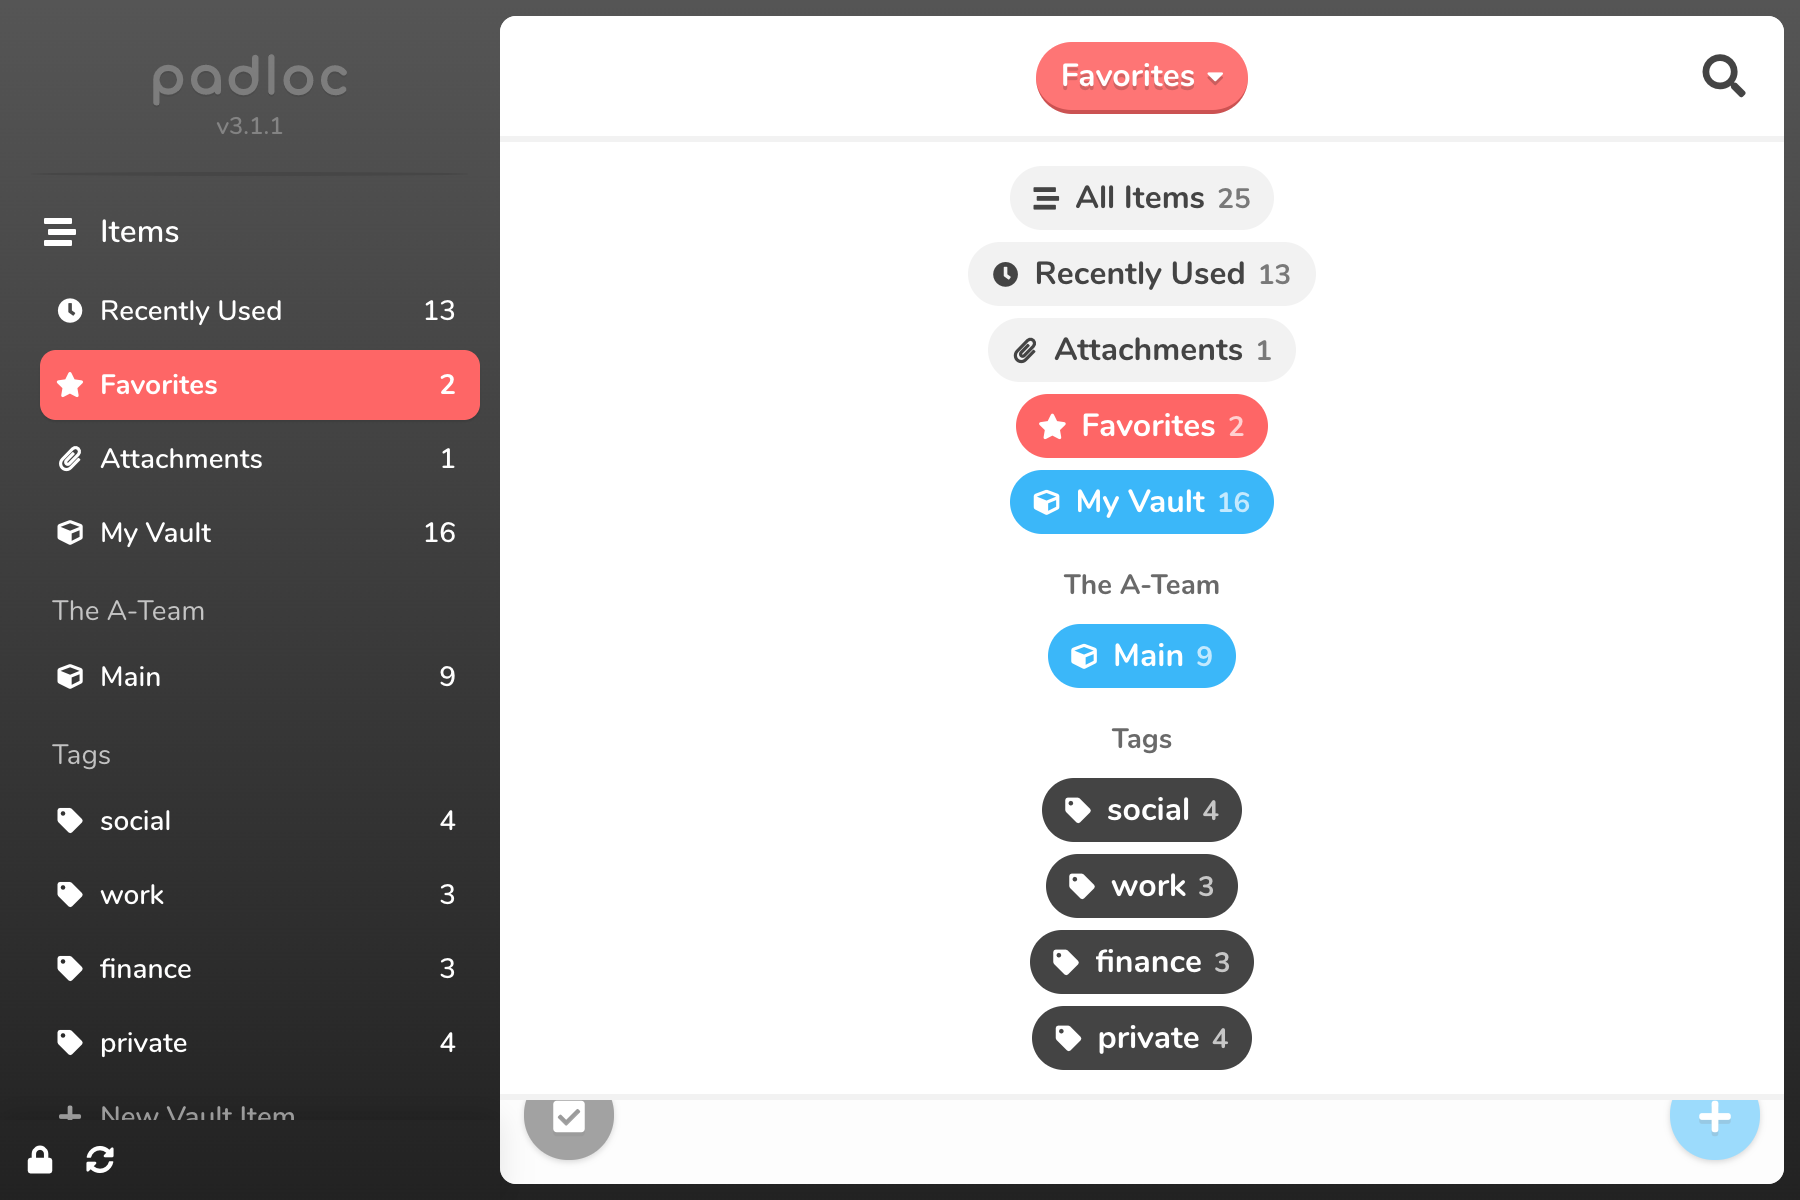 padloc
v3.1.1
Items
Recently Used 13
Favorites 2
Attachments 1
My Vault 16
The A-Team
Main 9
Tags
social 4
work 3
finance 3
private 4
New Vault Item
Favorites
All Items 25
Recently Used 13
Attachments 1
Favorites 2
My Vault 16
The A-Team
Main 9
Tags
social 4
work 3
finance 3
private 4